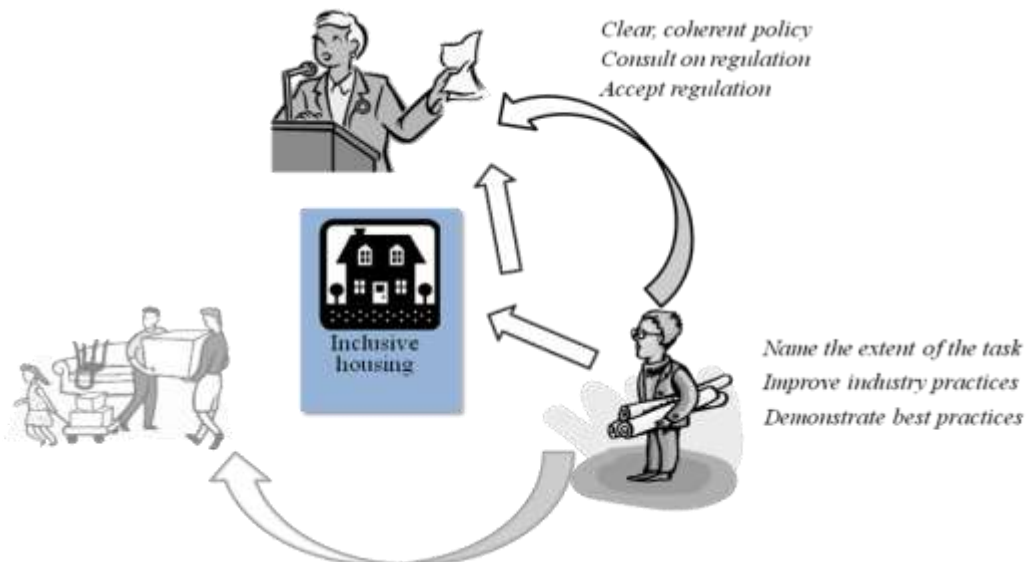 Clear, coherent policy
Consult on regulation
Accept regulation
Inclusive
housing
Name the extent of the task
Improve industry practices
Demonstrate best practices